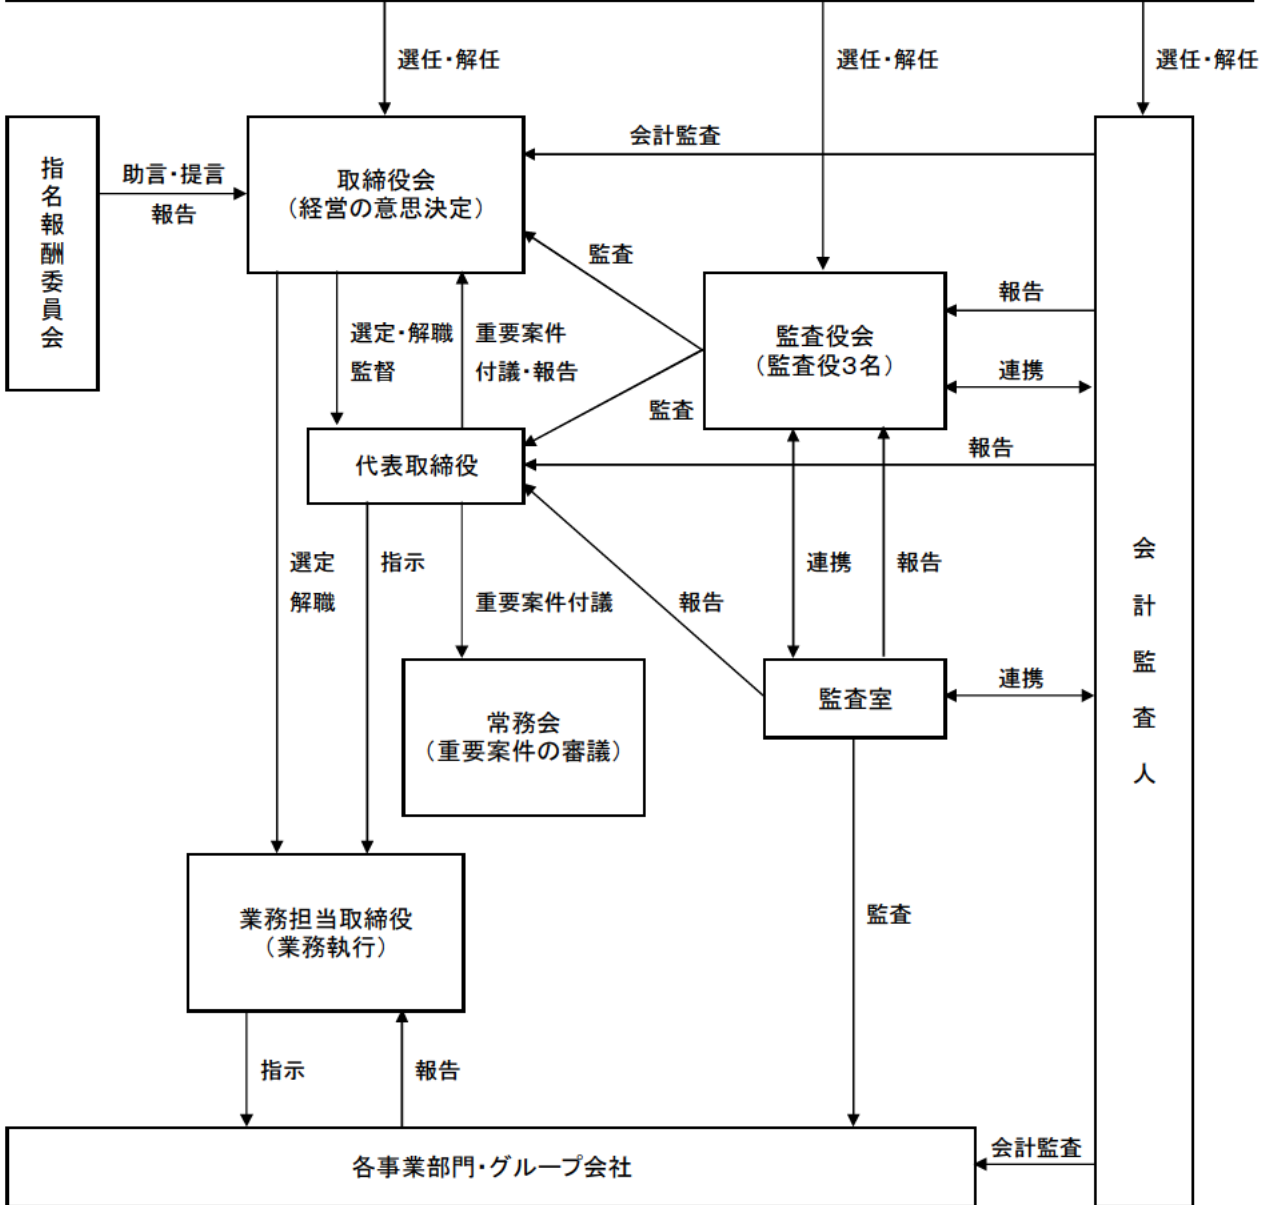 選任・解任
選任・解任
選任・解任
指名報酬委員会
助言・提言
報告
取締役会
（経営の意思決定）
会計監査
監査
監査役会
（監査役3名）
報告
連携
選定・解職
監督
重要案件
付議・報告
監査
代表取締役
報告
選定
解職
指示
重要案件付議
報告
連携
報告
会計監査人
常務会
（重要案件の審議）
監査室
連携
業務担当取締役
（業務執行）
監査
指示
報告
各事業部門・グループ会社
会計監査